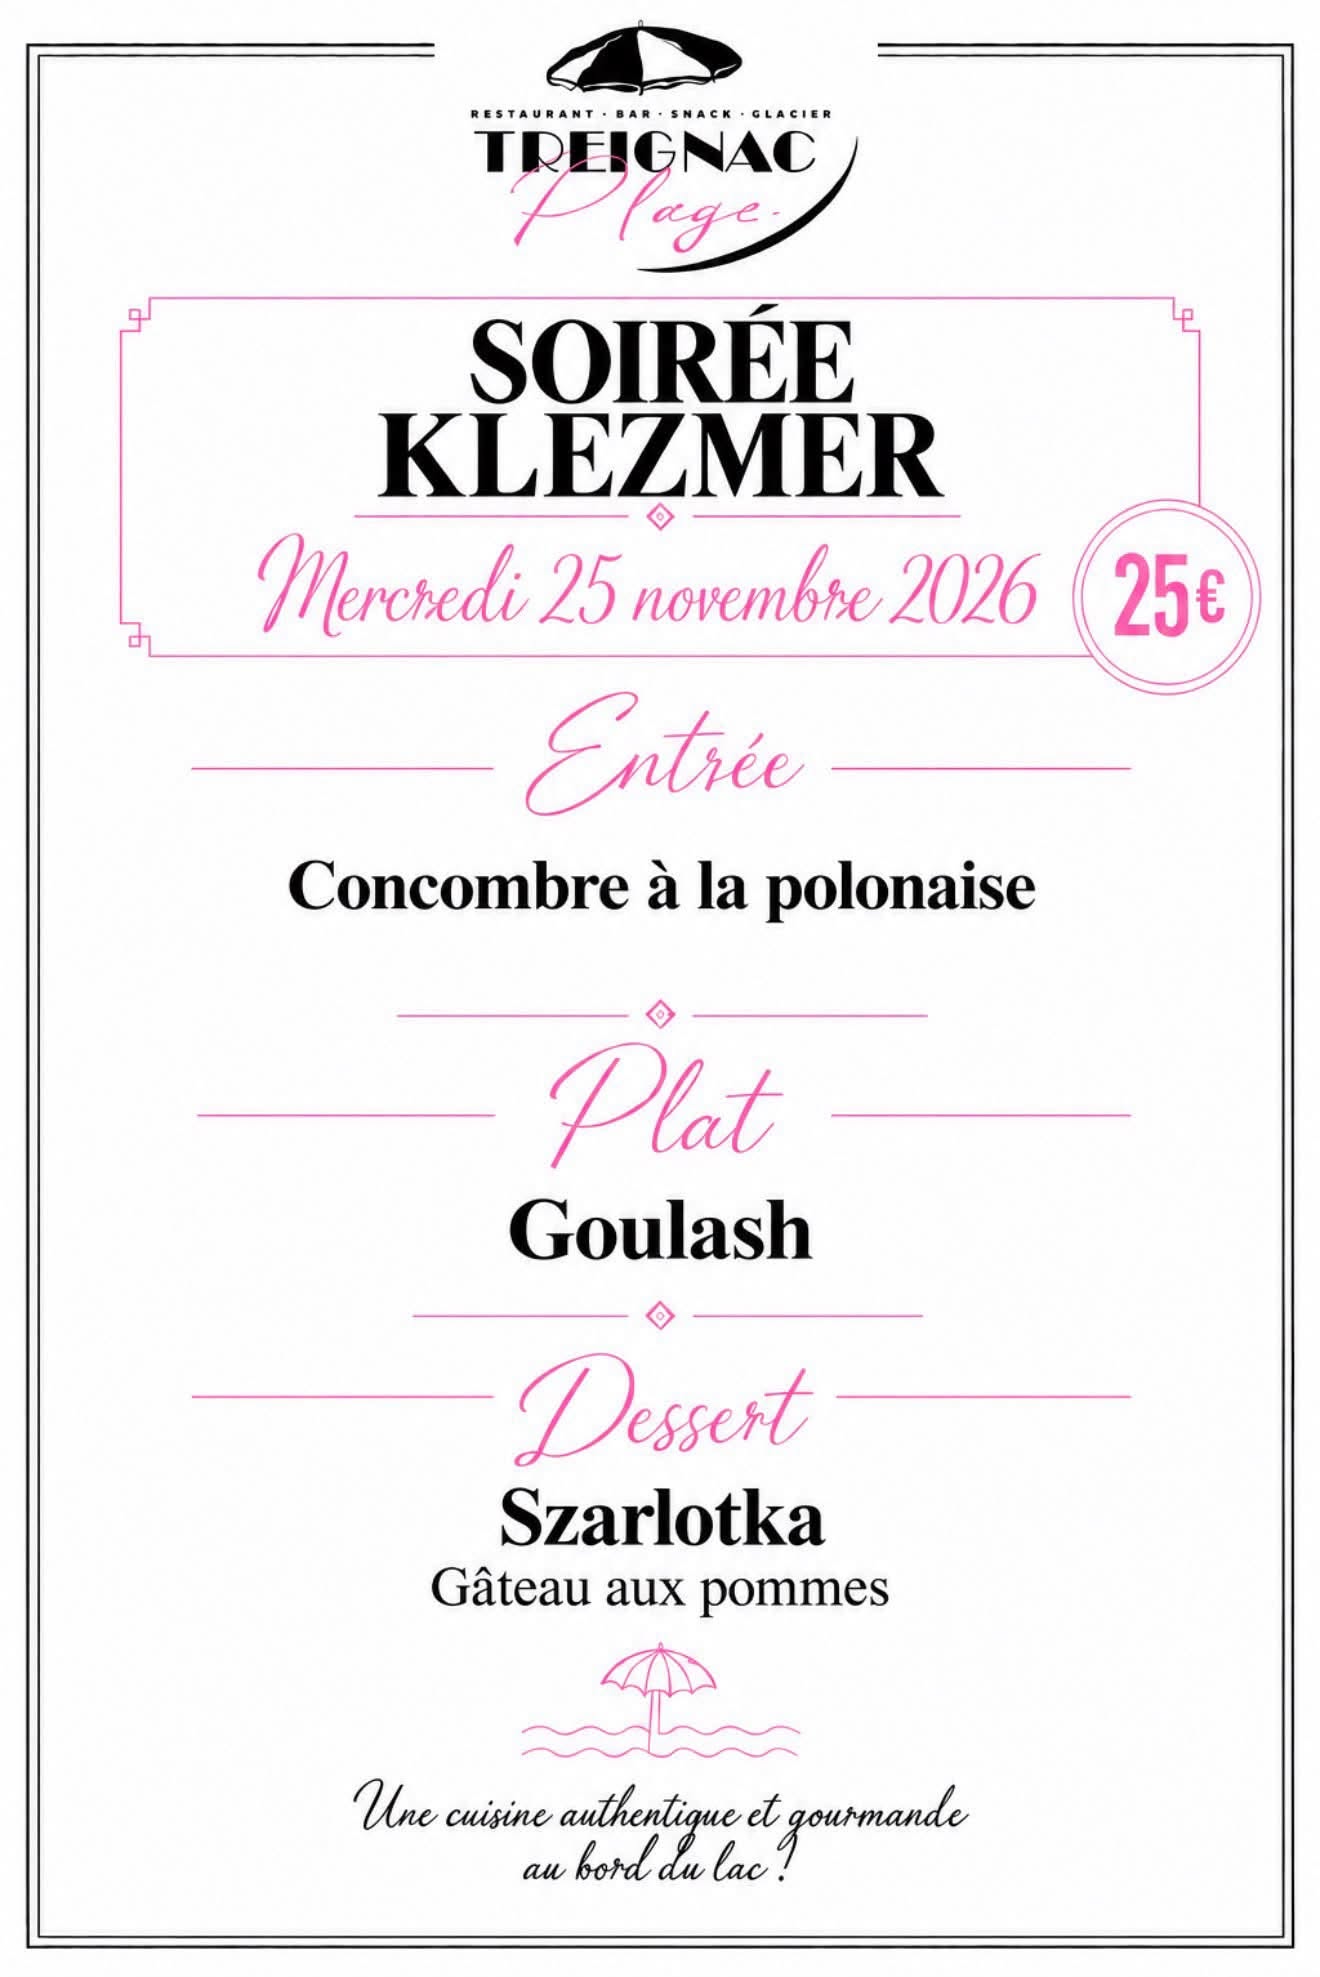 RESTAURANT · BAR · SNACK · GLACIER
TREIGNAC
Plage
SOIRÉE
KLEZMER
Mercredi 25 novembre 2026
25€
Entrée
Concombre à la polonaise
Plat
Goulash
Dessert
Szarlotka
Gâteau aux pommes
Une cuisine authentique et gourmande
au bord du lac !